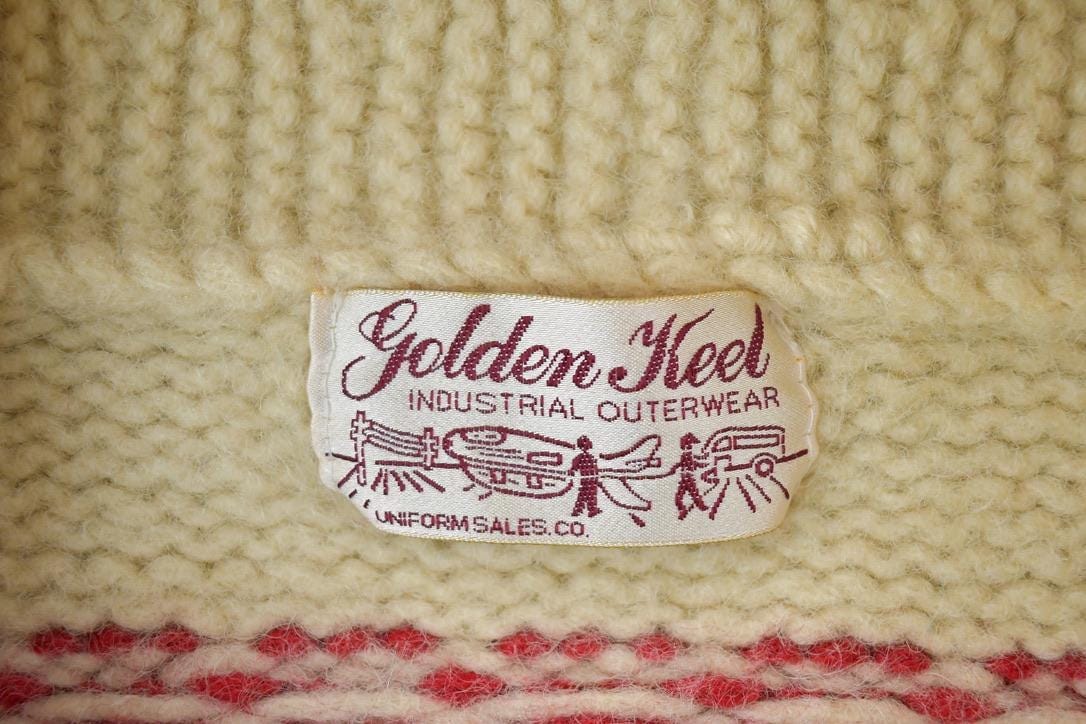 Golden Keel
INDUSTRIAL OUTERWEAR
UNIFORM SALES.CO.